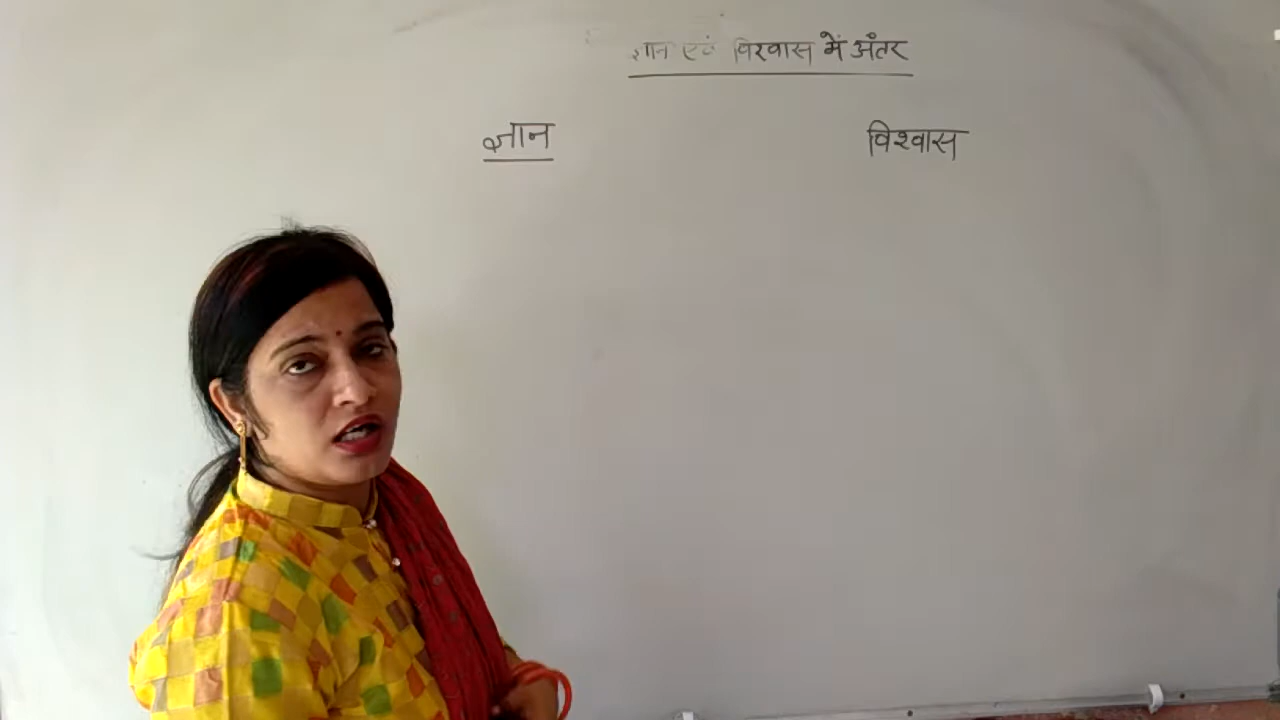 ज्ञान एवं विश्वास में अंतर
ज्ञान
विश्वास